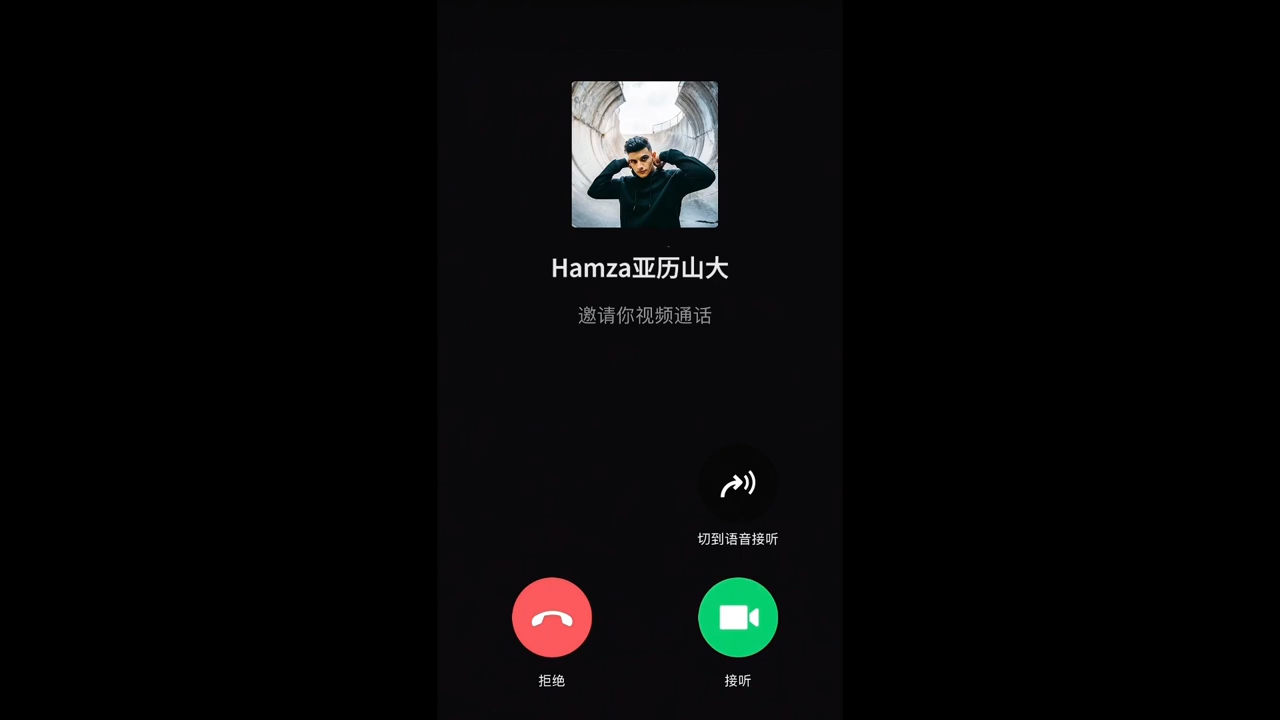 Hamza亚历山大
邀请你视频通话
切到语音接听
拒绝
接听